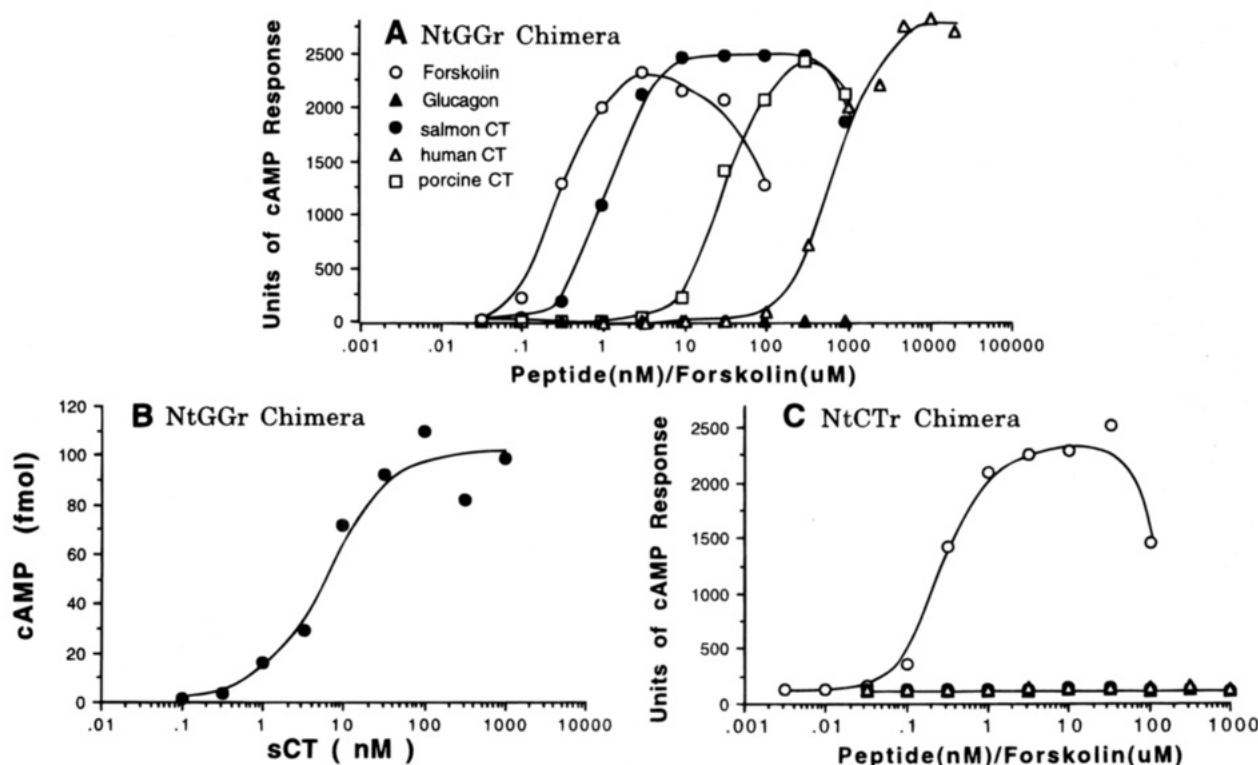 A NtGGr Chimera
Units of cAMP Response
2500
2000
1500
1000
500
0
Forskolin
Glucagon
salmon CT
human CT
porcine CT
.001 .01 .1 1 10 100 1000 10000 100000
Peptide(nM)/Forskolin(uM)
B NtGGr Chimera
cAMP (fmol)
120
100
80
60
40
20
0
.01 .1 1 10 100 1000 10000
sCT ( nM)
C NtCTr Chimera
Units of cAMP Response
2500
2000
1500
1000
500
0
.001 .01 .1 1 10 100 1000
Peptide(nM)/Forskolin(uM)